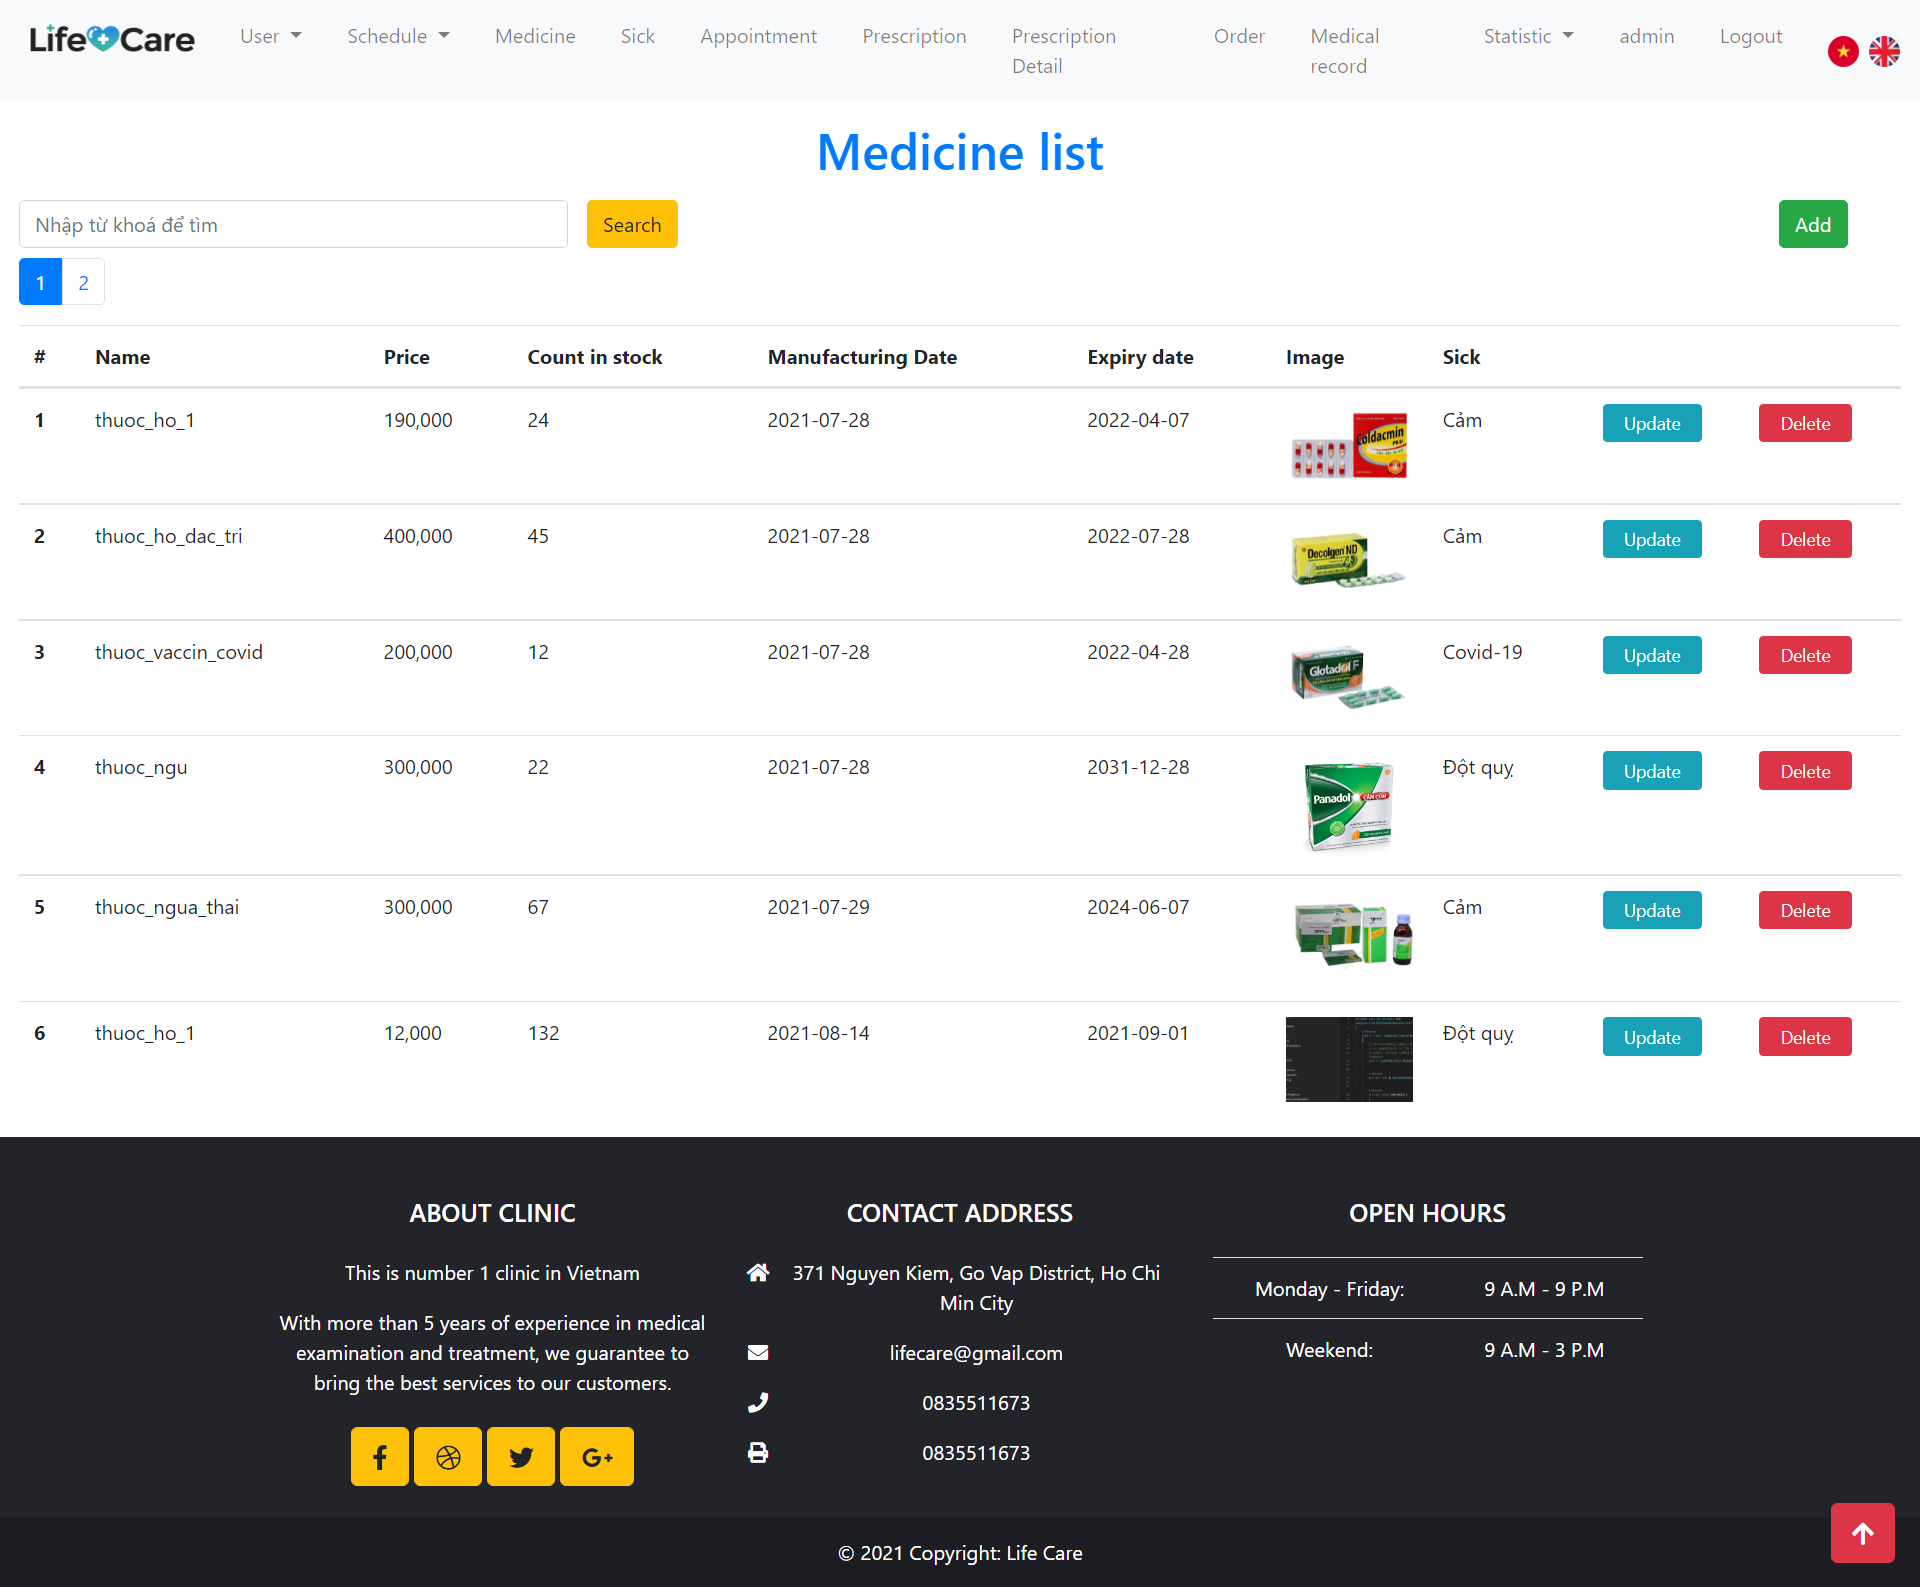 Life Care
User Schedule Medicine Sick Appointment Prescription Prescription Detail Order Medical record Statistic admin Logout
Medicine list
Nhập từ khoá để tìm Search Add
1 2
# Name Price Count in stock Manufacturing Date Expiry date Image Sick
1 thuoc_ho_1 190,000 24 2021-07-28 2022-04-07 Coldacmin Cảm Update Delete
2 thuoc_ho_dac_tri 400,000 45 2021-07-28 2022-07-28 Decolgen ND Cảm Update Delete
3 thuoc_vaccin_covid 200,000 12 2021-07-28 2022-04-28 Glotadol F Covid-19 Update Delete
4 thuoc_ngu 300,000 22 2021-07-28 2031-12-28 Panadol Đột quỵ Update Delete
5 thuoc_ngua_thai 300,000 67 2021-07-29 2024-06-07 Cảm Update Delete
6 thuoc_ho_1 12,000 132 2021-08-14 2021-09-01 Đột quỵ Update Delete
ABOUT CLINIC
This is number 1 clinic in Vietnam
With more than 5 years of experience in medical
examination and treatment, we guarantee to
bring the best services to our customers.
CONTACT ADDRESS
371 Nguyen Kiem, Go Vap District, Ho Chi
Min City
lifecare@gmail.com
0835511673
0835511673
OPEN HOURS
Monday - Friday: 9 A.M - 9 P.M
Weekend: 9 A.M - 3 P.M
© 2021 Copyright: Life Care